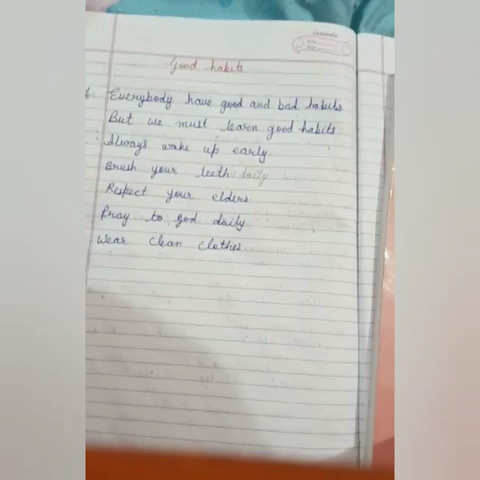 Good habits
Everybody have good and bad habits
But we must learn good habits
Always wake up early
Brush your teeth daily
Respect your elders
Pray to god daily
Wear clean clothes